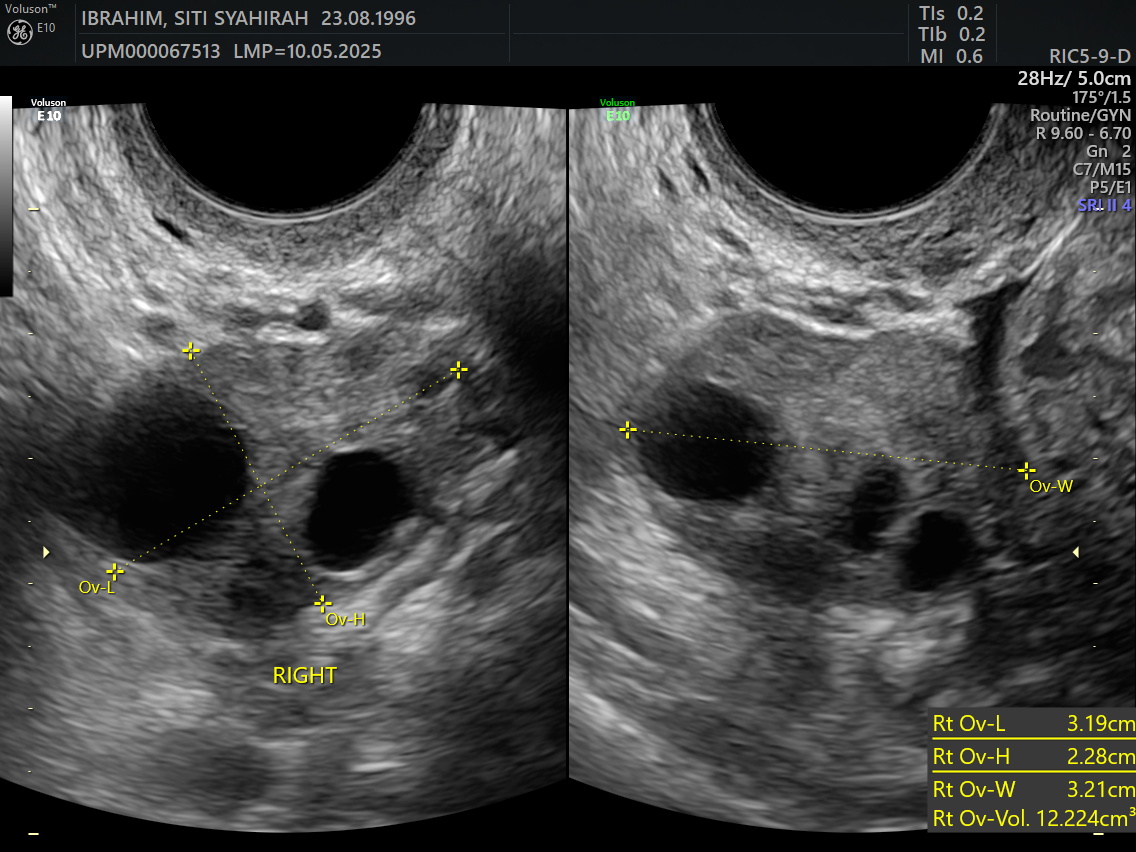 Voluson™
E10
IBRAHIM, SITI SYAHIRAH 23.08.1996
UPM000067513 LMP=10.05.2025
TIs 0.2
TIb 0.2
MI 0.6
RIC5-9-D
28Hz/ 5.0cm
175°/1.5
Routine/GYN
R 9.60 - 6.70
Gn 2
C7/M15
P5/E1
SRI II 4
Voluson
E10
Voluson
E10
Ov-L
Ov-H
Ov-W
RIGHT
Rt Ov-L 3.19cm
Rt Ov-H 2.28cm
Rt Ov-W 3.21cm
Rt Ov-Vol. 12.224cm³